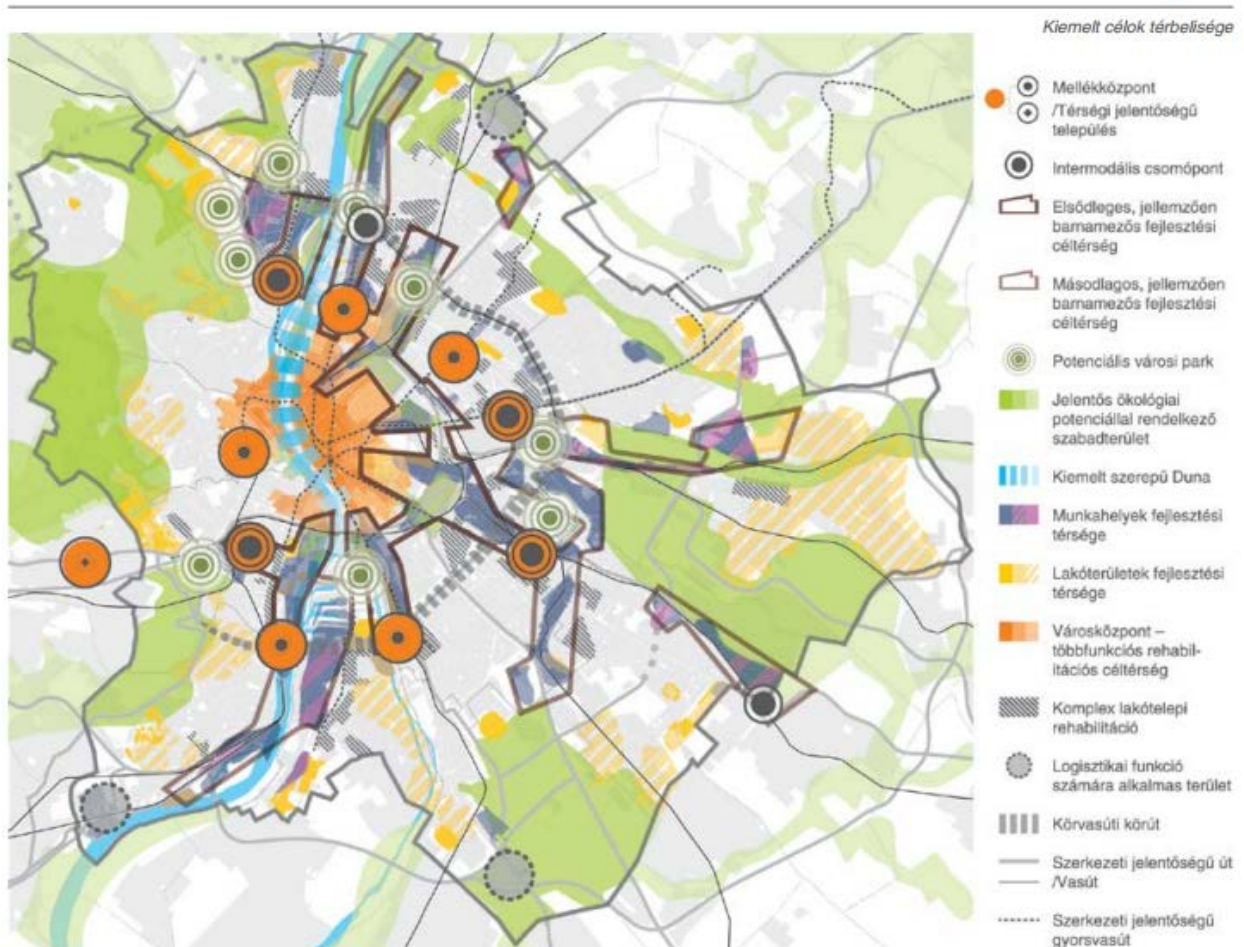 Kiemelt célok térbelisége
Mellékközpont
/Térségi jelentőségű
település
Intermodális csomópont
Elsődleges, jellemzően
barnamezős fejlesztési
céltérség
Másodlagos, jellemzően
barnamezős fejlesztési
céltérség
Potenciális városi park
Jelentős ökológiai
potenciállal rendelkező
szabadterület
Kiemelt szerepű Duna
Munkahelyek fejlesztési
térsége
Lakóterületek fejlesztési
térsége
Városközpont –
többfunkciós rehabil-
itációs céltérség
Komplex lakótelepi
rehabilitáció
Logisztikai funkció
számára alkalmas terület
Körvasúti körút
Szerkezeti jelentőségű út
/Vasút
Szerkezeti jelentőségű
gyorsvasút